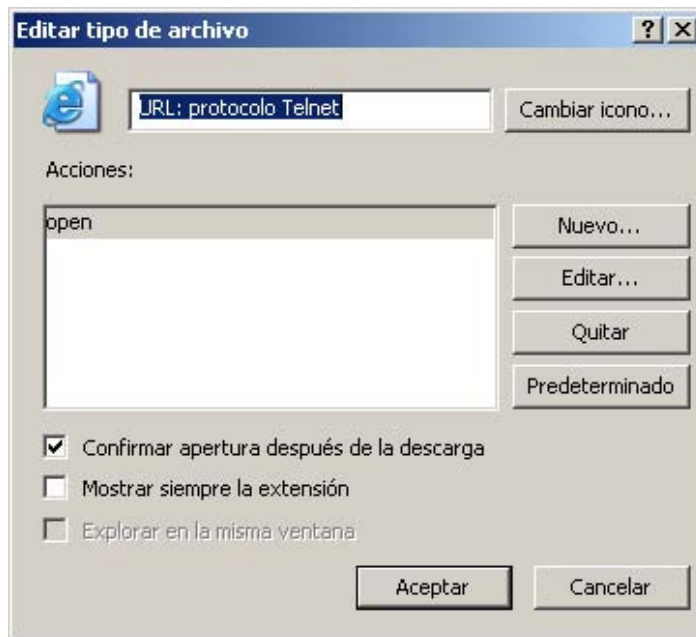 Editar tipo de archivo
URL: protocolo Telnet
Cambiar icono...
Acciones:
open
Nuevo...
Editar...
Quitar
Predeterminado
Confirmar apertura después de la descarga
Mostrar siempre la extensión
Explorar en la misma ventana
Aceptar
Cancelar